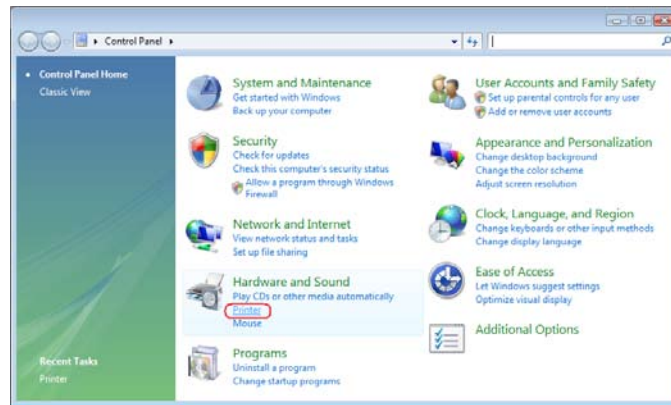 Control Panel
Control Panel Home
Classic View
System and Maintenance
Get started with Windows
Back up your computer
Security
Check for updates
Check this computer's security status
Allow a program through Windows
Firewall
Network and Internet
View network status and tasks
Set up file sharing
Hardware and Sound
Play CDs or other media automatically
Printer
Mouse
Programs
Uninstall a program
Change startup programs
User Accounts and Family Safety
Set up parental controls for any user
Add or remove user accounts
Appearance and Personalization
Change desktop background
Change the color scheme
Adjust screen resolution
Clock, Language, and Region
Change keyboards or other input methods
Change display language
Ease of Access
Let Windows suggest settings
Optimize visual display
Additional Options
Recent Tasks
Printer